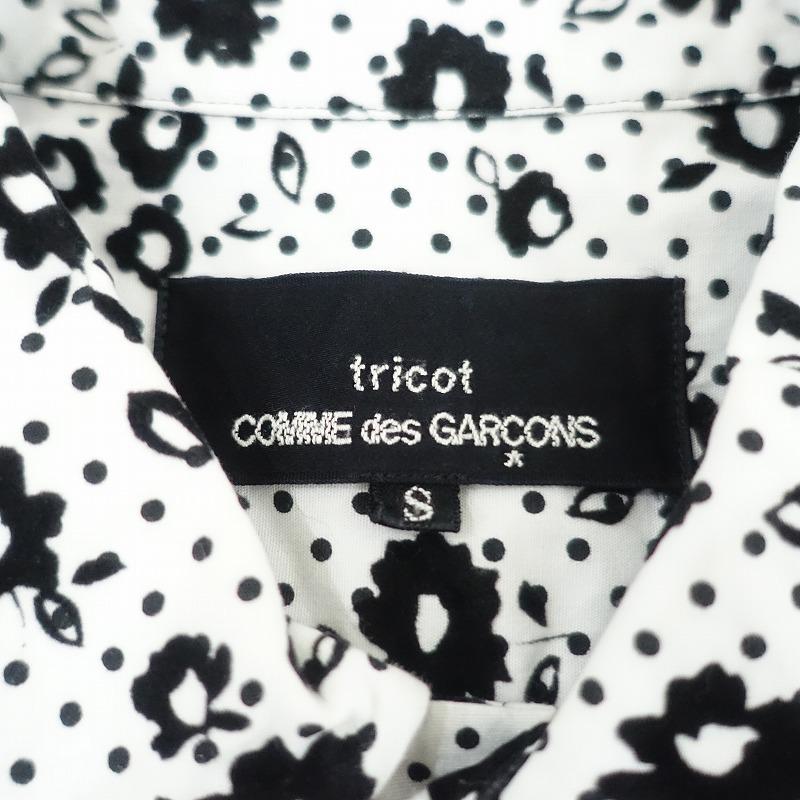 tricot
COMME des GARCONS
*
S